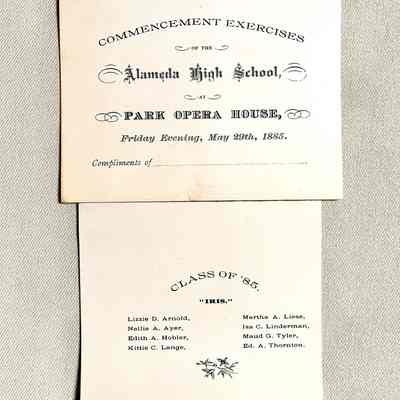 COMMENCEMENT EXERCISES
OF THE
Alameda High School,
AT
PARK OPERA HOUSE,
Friday Evening, May 29th, 1885.
Compliments of
CLASS OF '85.
"IRIS."
Lizzie D. Arnold,
Nellie A. Ayer,
Edith A. Hobler,
Kittie C. Lange,
Martha A. Liese,
Isa C. Linderman,
Maud G. Tyler,
Ed. A. Thornton.